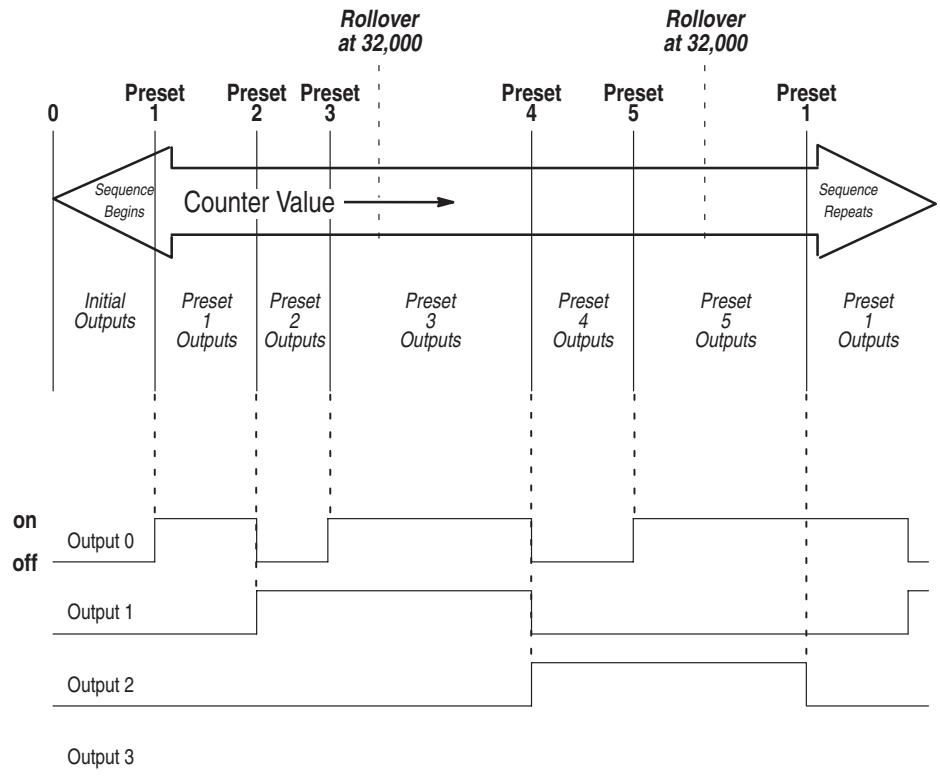 Rollover at 32,000
Rollover at 32,000
0
Preset 1
Preset 2
Preset 3
Preset 4
Preset 5
Preset 1
Sequence Begins
Counter Value
Sequence Repeats
Initial Outputs
Preset 1 Outputs
Preset 2 Outputs
Preset 3 Outputs
Preset 4 Outputs
Preset 5 Outputs
Preset 1 Outputs
on
off
Output 0
Output 1
Output 2
Output 3